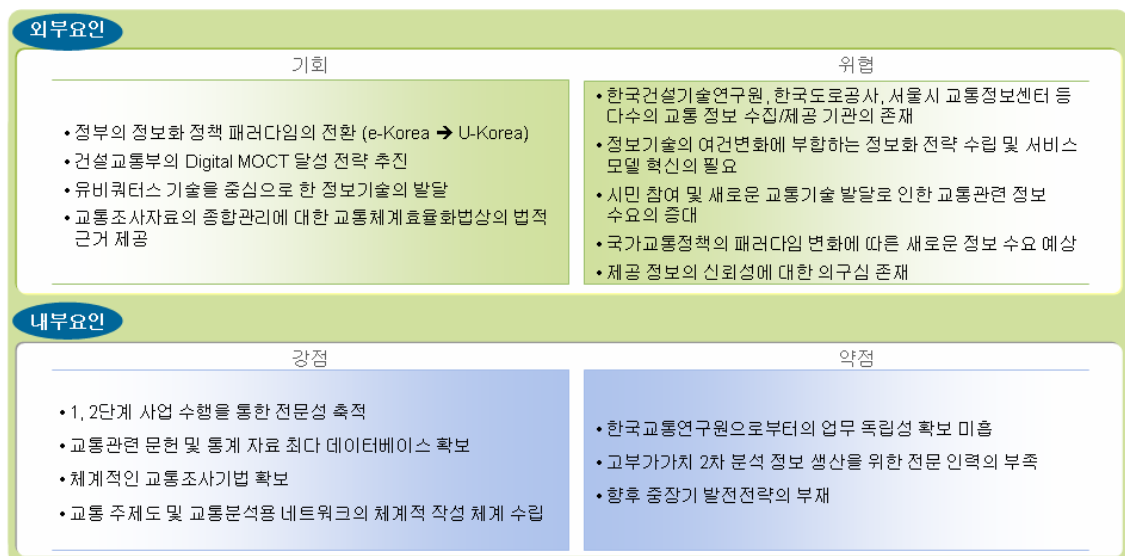 외부요인
기회
• 정부의 정보화 정책 패러다임의 전환 (e-Korea ➔ U-Korea)
• 건설교통부의 Digital MOCT 달성 전략 추진
• 유비쿼터스 기술을 중심으로 한 정보기술의 발달
• 교통조사자료의 종합관리에 대한 교통체계효율화법상의 법적
근거 제공
위협
• 한국건설기술연구원, 한국도로공사, 서울시 교통정보센터 등
다수의 교통 정보 수집/제공 기관의 존재
• 정보기술의 여건변화에 부합하는 정보화 전략 수립 및 서비스
모델 혁신의 필요
• 시민 참여 및 새로운 교통기술 발달로 인한 교통관련 정보
수요의 증대
• 국가교통정책의 패러다임 변화에 따른 새로운 정보 수요 예상
• 제공 정보의 신뢰성에 대한 의구심 존재
내부요인
강점
• 1, 2단계 사업 수행을 통한 전문성 축적
• 교통관련 문헌 및 통계 자료 최다 데이터베이스 확보
• 체계적인 교통조사기법 확보
• 교통 주제도 및 교통분석용 네트워크의 체계적 작성 체계 수립
약점
• 한국교통연구원으로부터의 업무 독립성 확보 미흡
• 고부가가치 2차 분석 정보 생산을 위한 전문 인력의 부족
• 향후 중장기 발전전략의 부재